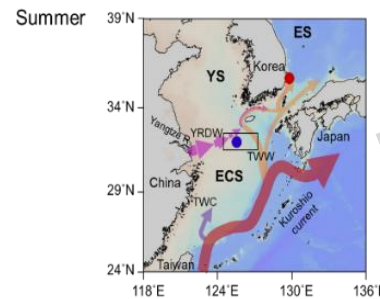 Summer
39°N
34°N
29°N
24°N
118°E
124°E
130°E
136°E
ES
YS
Korea
Yangtze R.
YRDW
Japan
TWW
China
ECS
TWC
Kuroshio
current
Taiwan